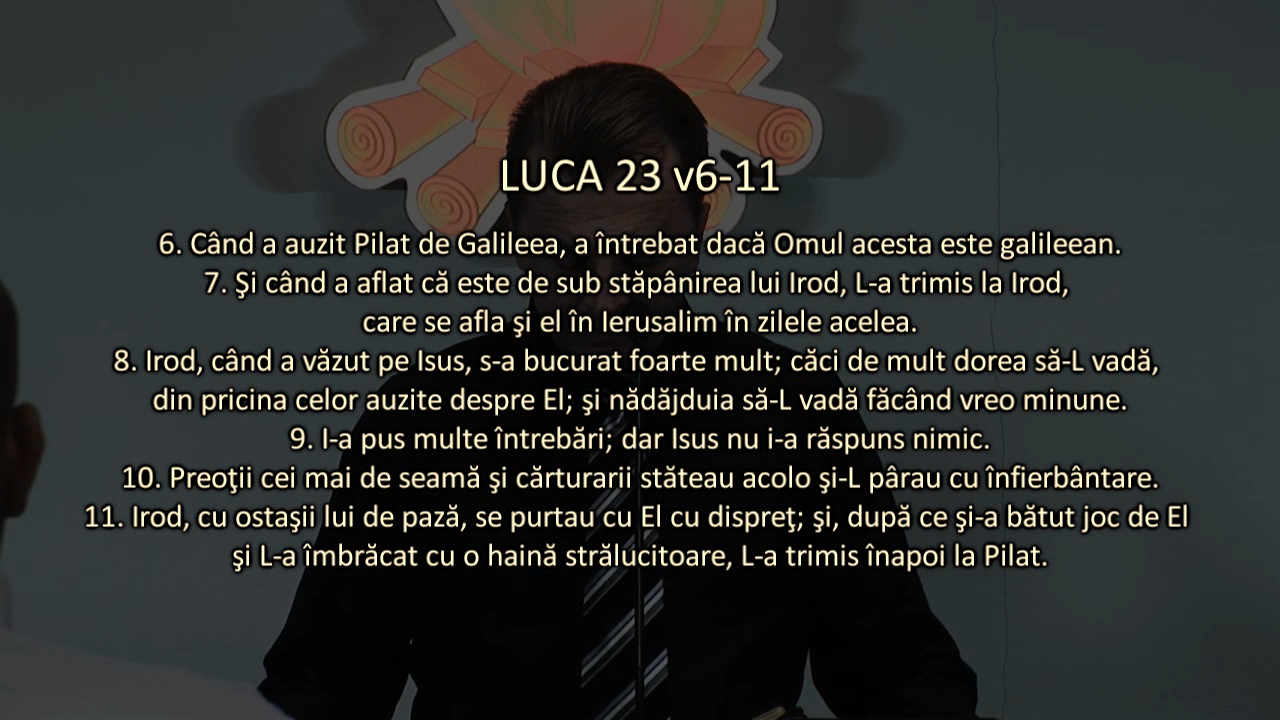 LUCA 23 v6-11
6. Când a auzit Pilat de Galileea, a întrebat dacă Omul acesta este galileean.
7. Şi când a aflat că este de sub stăpânirea lui Irod, L-a trimis la Irod,
care se afla şi el în Ierusalim în zilele acelea.
8. Irod, când a văzut pe Isus, s-a bucurat foarte mult; căci de mult dorea să-L vadă,
din pricina celor auzite despre El; şi nădăjduia să-L vadă făcând vreo minune.
9. I-a pus multe întrebări; dar Isus nu i-a răspuns nimic.
10. Preoţii cei mai de seamă şi cărturarii stăteau acolo şi-L pârau cu înfierbântare.
11. Irod, cu ostaşii lui de pază, se purtau cu El cu dispreţ; şi, după ce şi-a bătut joc de El
şi L-a îmbrăcat cu o haină strălucitoare, L-a trimis înapoi la Pilat.